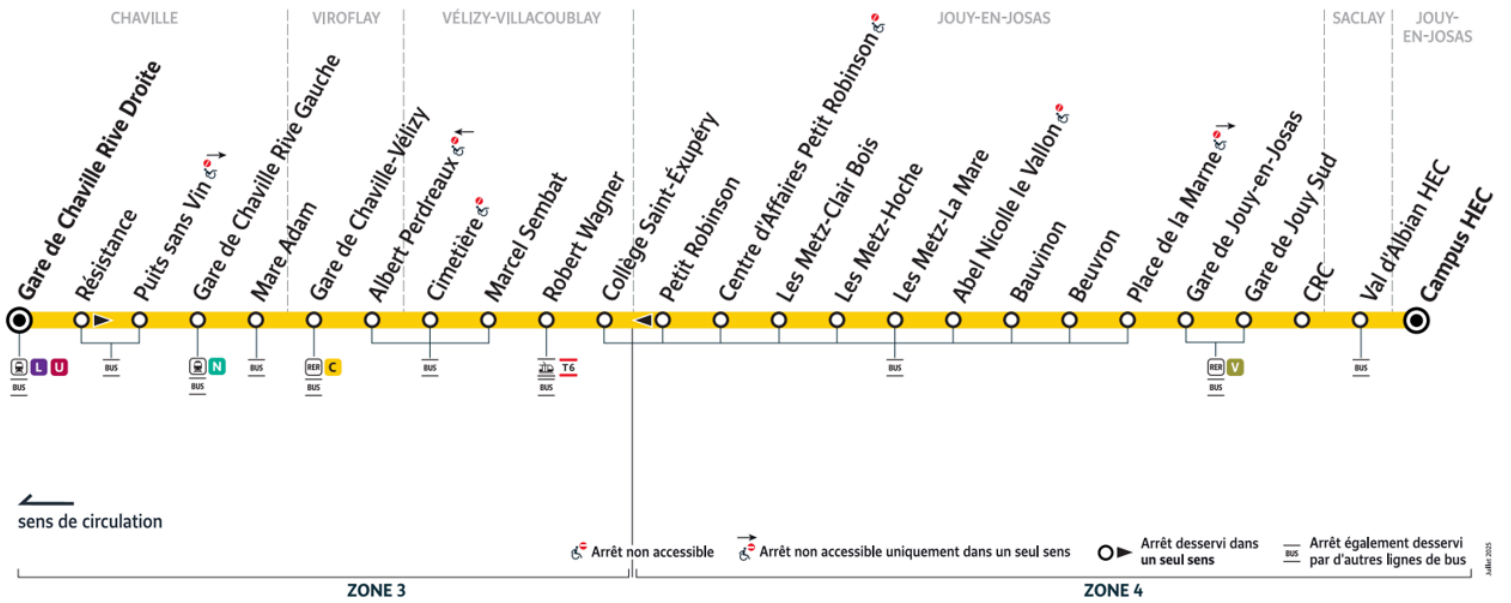 CHAVILLE
VIROFLAY
VÉLIZY-VILLACOUBLAY
JOUY-EN-JOSAS
SACLAY
JOUY-
EN-JOSAS
Gare de Chaville Rive Droite
Résistance
Puits sans Vin
Gare de Chaville Rive Gauche
Mare Adam
Gare de Chaville-Vélizy
Albert Perdreaux
Cimetière
Marcel Sembat
Robert Wagner
Collège Saint-Éxupéry
Petit Robinson
Centre d'Affaires Petit Robinson
Les Metz-Clair Bois
Les Metz-Hoche
Les Metz-La Mare
Abel Nicolle le Vallon
Bauvinon
Beuvron
Place de la Marne
Gare de Jouy-en-Josas
Gare de Jouy Sud
CRC
Val d'Albian HEC
Campus HEC
L U
BUS
BUS
N
BUS
BUS
RER C
BUS
BUS
T6
BUS
BUS
RER V
BUS
BUS
sens de circulation
Arrêt non accessible
Arrêt non accessible uniquement dans un seul sens
Arrêt desservi dans
un seul sens
BUS
Arrêt également desservi
par d'autres lignes de bus
Juillet 2025
ZONE 3
ZONE 4